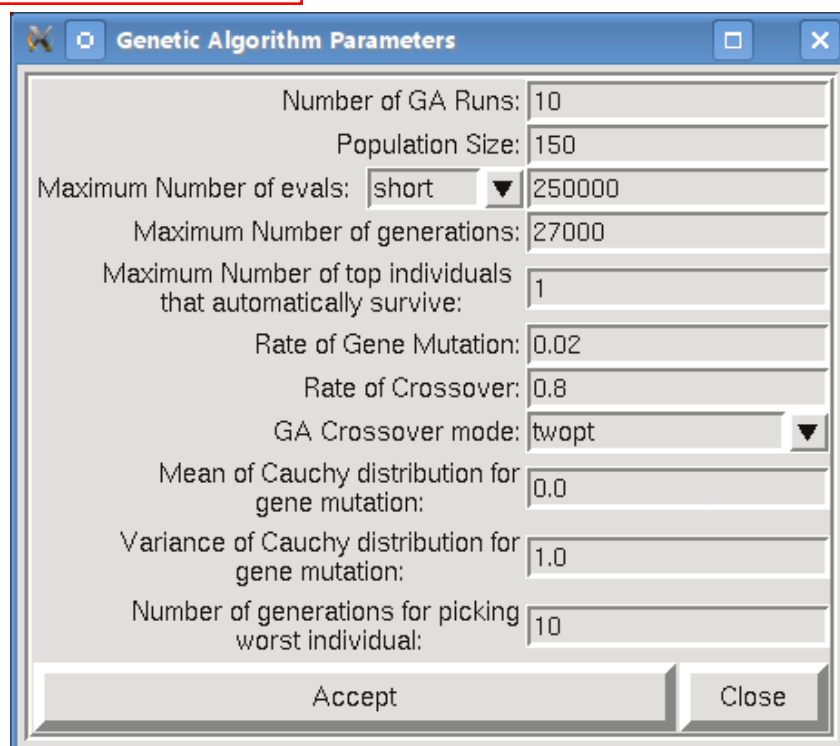 Genetic Algorithm Parameters
Number of GA Runs: 10
Population Size: 150
Maximum Number of evals: short 250000
Maximum Number of generations: 27000
Maximum Number of top individuals
that automatically survive: 1
Rate of Gene Mutation: 0.02
Rate of Crossover: 0.8
GA Crossover mode: twopt
Mean of Cauchy distribution for
gene mutation: 0.0
Variance of Cauchy distribution for
gene mutation: 1.0
Number of generations for picking
worst individual: 10
Accept Close